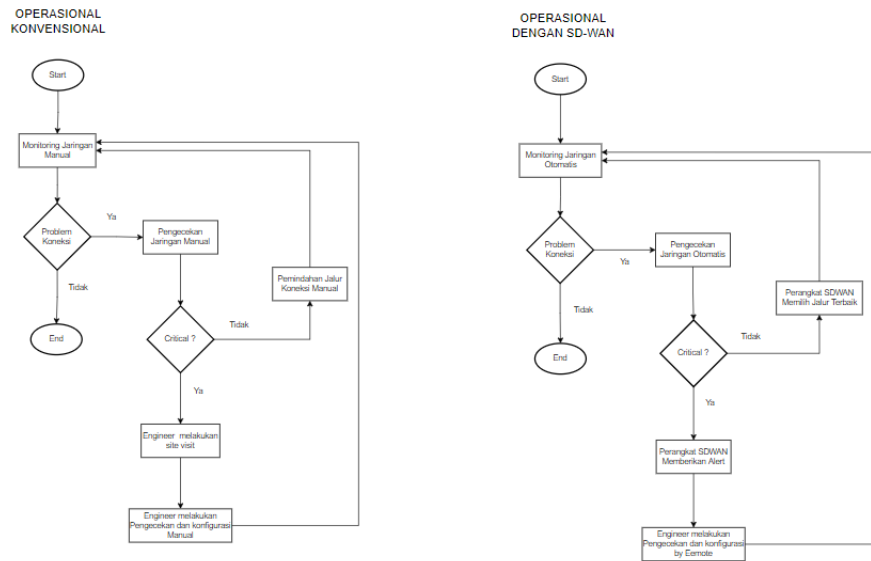 OPERASIONAL
KONVENSIONAL
Start
Monitoring Jaringan
Manual
Problem
Koneksi
Ya
Pengecekan
Jaringan Manual
Tidak
End
Critical ?
Tidak
Pemindahan Jalur
Koneksi Manual
Ya
Engineer melakukan
site visit
Engineer melakukan
Pengecekan dan konfigurasi
Manual
OPERASIONAL
DENGAN SD-WAN
Start
Monitoring Jaringan
Otomatis
Problem
Koneksi
Ya
Pengecekan
Jaringan Otomatis
Tidak
End
Critical ?
Tidak
Perangkat SDWAN
Memilih Jalur Terbaik
Ya
Perangkat SDWAN
Memberikan Alert
Engineer melakukan
Pengecekan dan konfigurasi
by Eemote